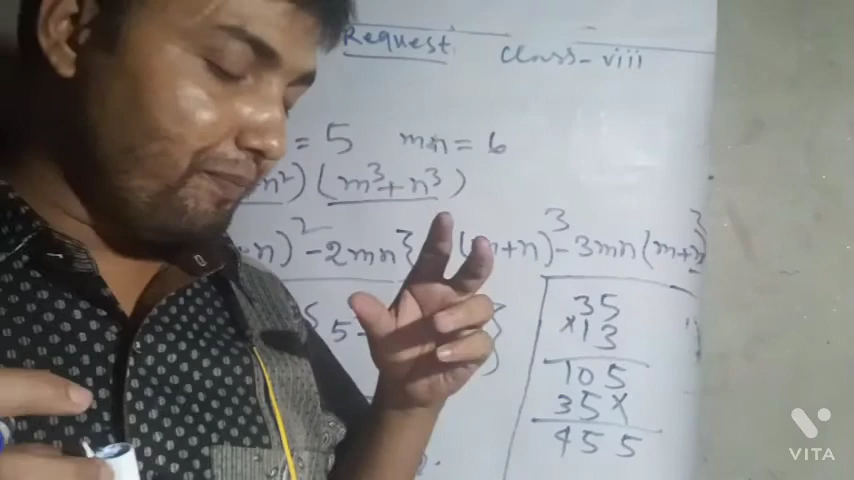 Request Class-viii
= 5 mn = 6
n²) (m³+n³)
-n)²-2mn} (m+n)³-3mn(m+n)}
5-
35
×13
105
35×
455
VITA